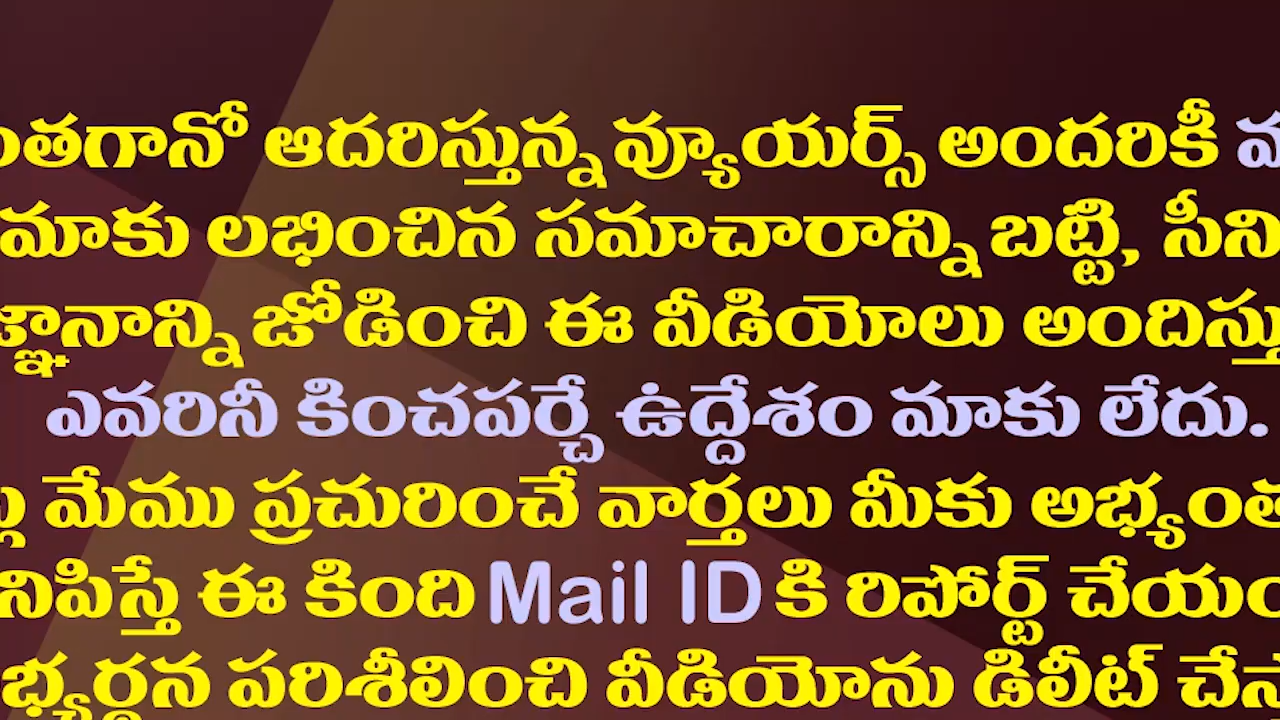 ంతగానో ఆదరిస్తున్న వ్యూయర్స్ అందరికీ
మాకు లభించిన సమాచారాన్ని బట్టి, సీని
జ్ఞానాన్ని జోడించి ఈ వీడియోలు అందిస్తు
ఎవరినీ కించపర్చే ఉద్దేశం మాకు లేదు.
మేము ప్రచురించే వార్తలు మీకు అభ్యంత
నిపిస్తే ఈ కింది Mail ID కి రిపోర్ట్ చేయం
భ్యర్థన పరిశీలించి వీడియోను డిలీట్ చేస